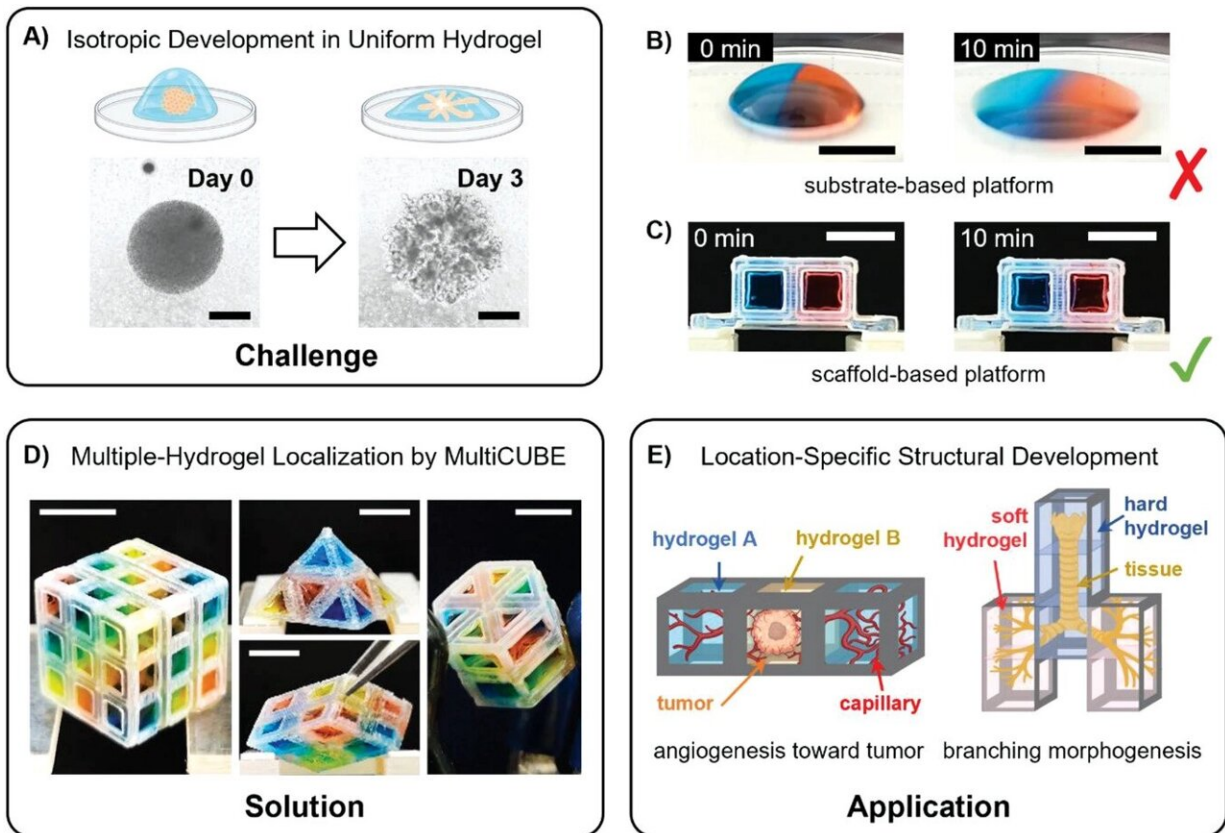 A) Isotropic Development in Uniform Hydrogel
Day 0
Day 3
Challenge
B)
0 min
10 min
substrate-based platform
C)
0 min
10 min
scaffold-based platform
D) Multiple-Hydrogel Localization by MultiCUBE
Solution
E) Location-Specific Structural Development
hydrogel A
hydrogel B
tumor
capillary
angiogenesis toward tumor
soft
hydrogel
hard
hydrogel
tissue
branching morphogenesis
Application